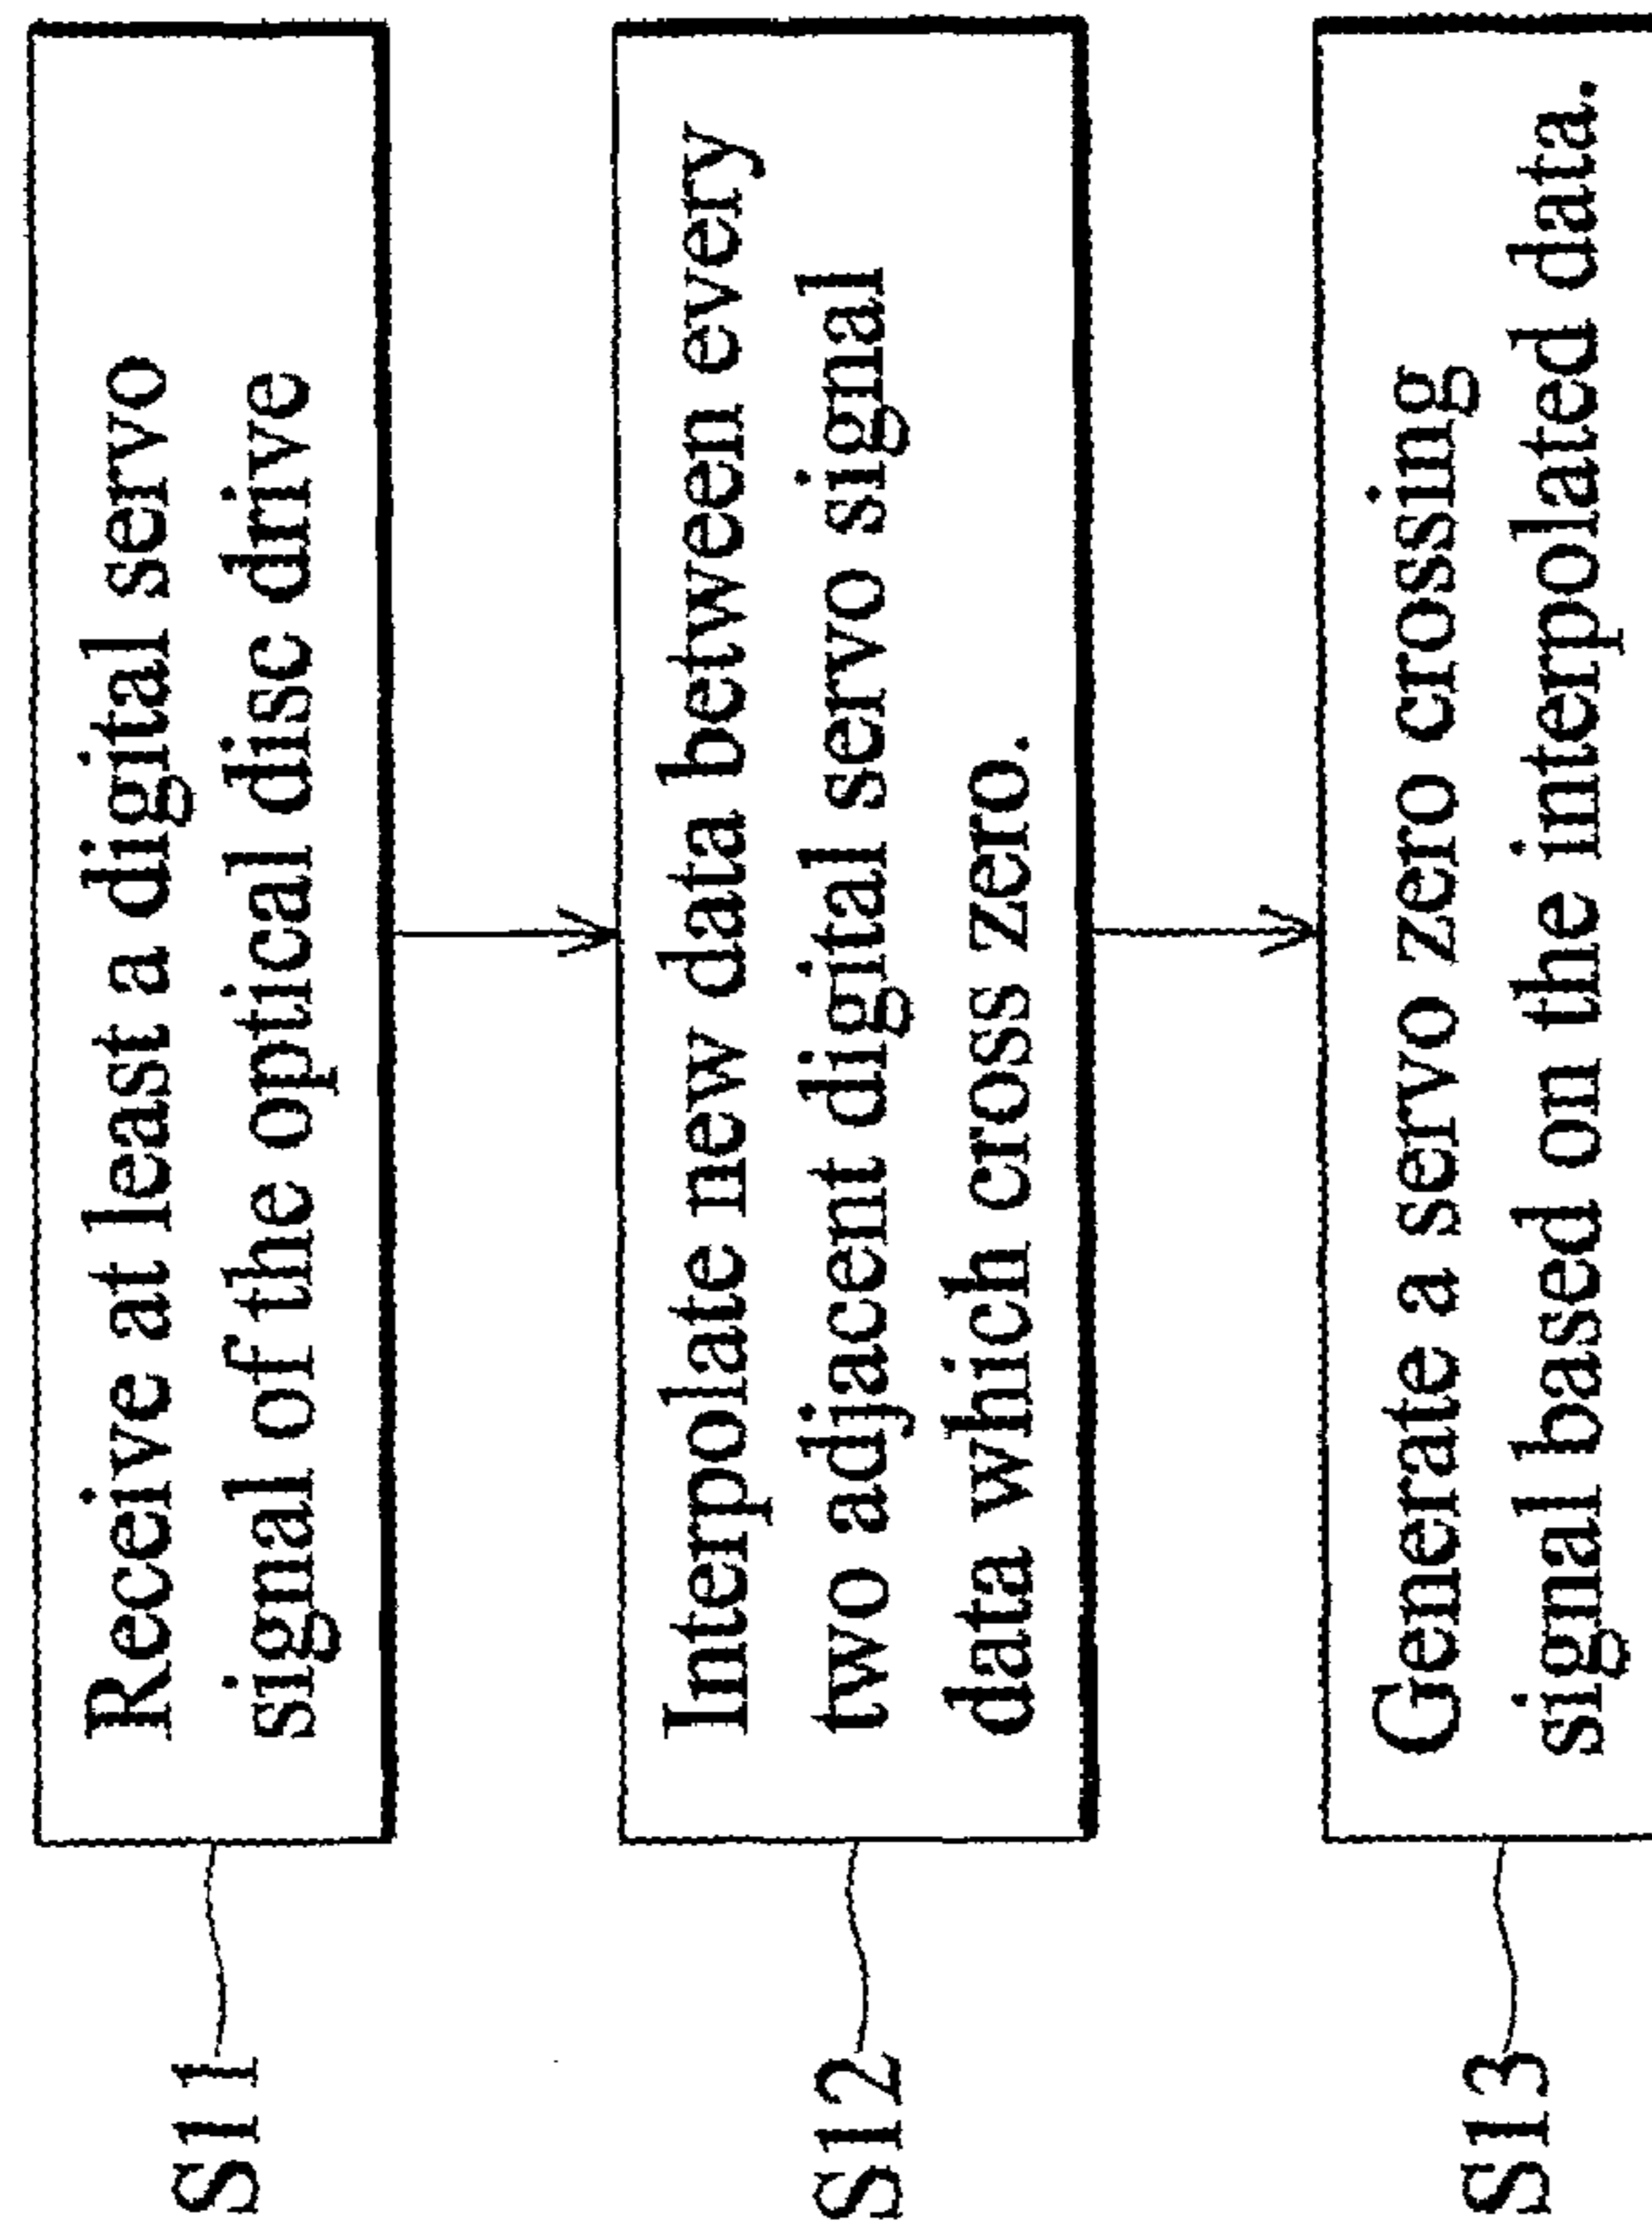 S11
Receive at least a digital servo
signal of the optical disc drive
S12
Interpolate new data between every
two adjacent digital servo signal
data which cross zero.
S13
Generate a servo zero crossing
signal based on the interpolated data.